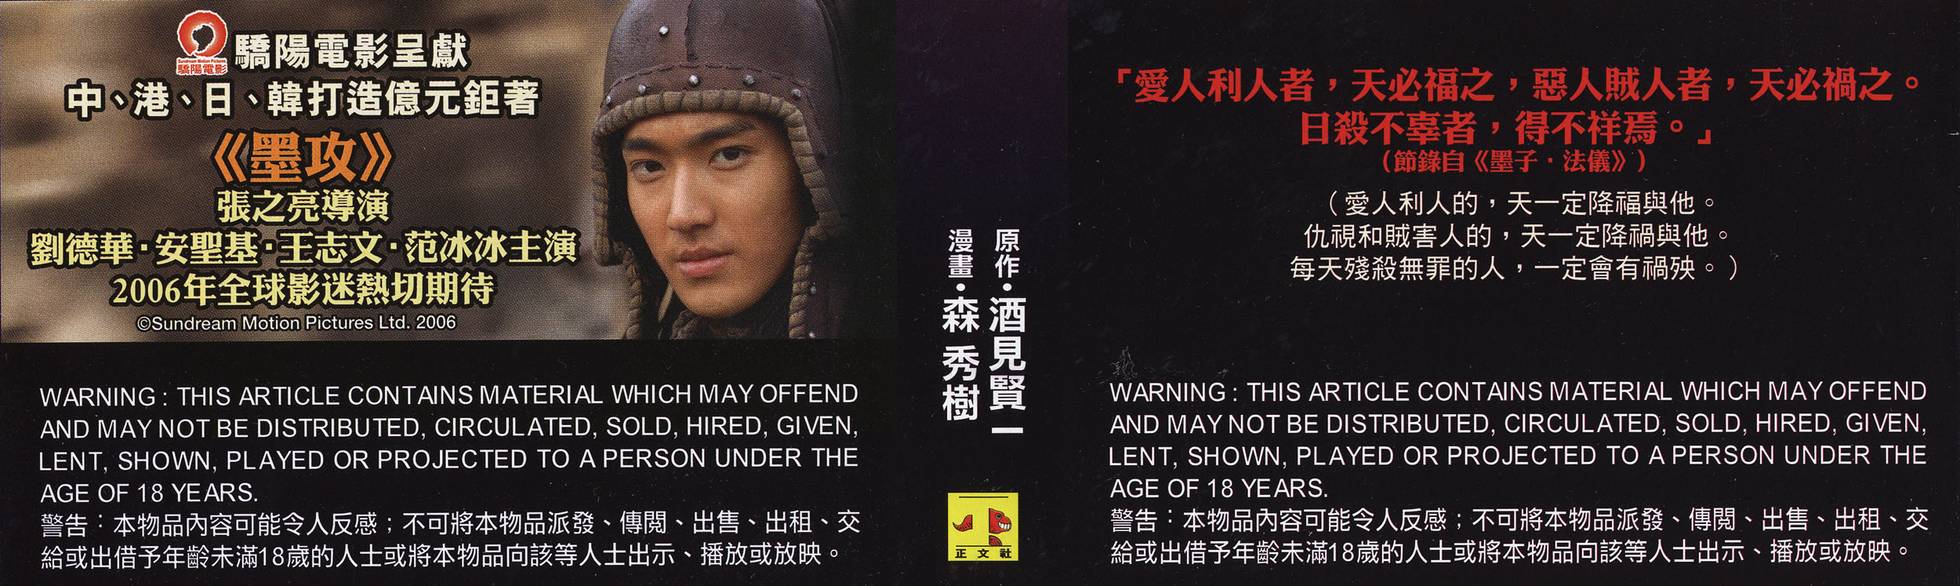 驕陽電影呈獻
Sundream Motion Pictures
驕陽電影
中、港、日、韓打造億元鉅著
《墨攻》
張之亮導演
劉德華·安聖基·王志文·范冰冰主演
2006年全球影迷熱切期待
©Sundream Motion Pictures Ltd. 2006
WARNING : THIS ARTICLE CONTAINS MATERIAL WHICH MAY OFFEND
AND MAY NOT BE DISTRIBUTED, CIRCULATED, SOLD, HIRED, GIVEN,
LENT, SHOWN, PLAYED OR PROJECTED TO A PERSON UNDER THE
AGE OF 18 YEARS.
警告：本物品內容可能令人反感；不可將本物品派發、傳閱、出售、出租、交
給或出借予年齡未滿18歲的人士或將本物品向該等人士出示、播放或放映。
原作·酒見賢一
漫畫·森 秀樹
正文社
「愛人利人者，天必福之，惡人賊人者，天必禍之。
日殺不辜者，得不祥焉。」
(節錄自《墨子·法儀》)
（愛人利人的，天一定降福與他。
仇視和賊害人的，天一定降禍與他。
每天殘殺無罪的人，一定會有禍殃。）
WARNING : THIS ARTICLE CONTAINS MATERIAL WHICH MAY OFFEND
AND MAY NOT BE DISTRIBUTED, CIRCULATED, SOLD, HIRED, GIVEN,
LENT, SHOWN, PLAYED OR PROJECTED TO A PERSON UNDER THE
AGE OF 18 YEARS.
警告：本物品內容可能令人反感；不可將本物品派發、傳閱、出售、出租、交
給或出借予年齡未滿18歲的人士或將本物品向該等人士出示、播放或放映。